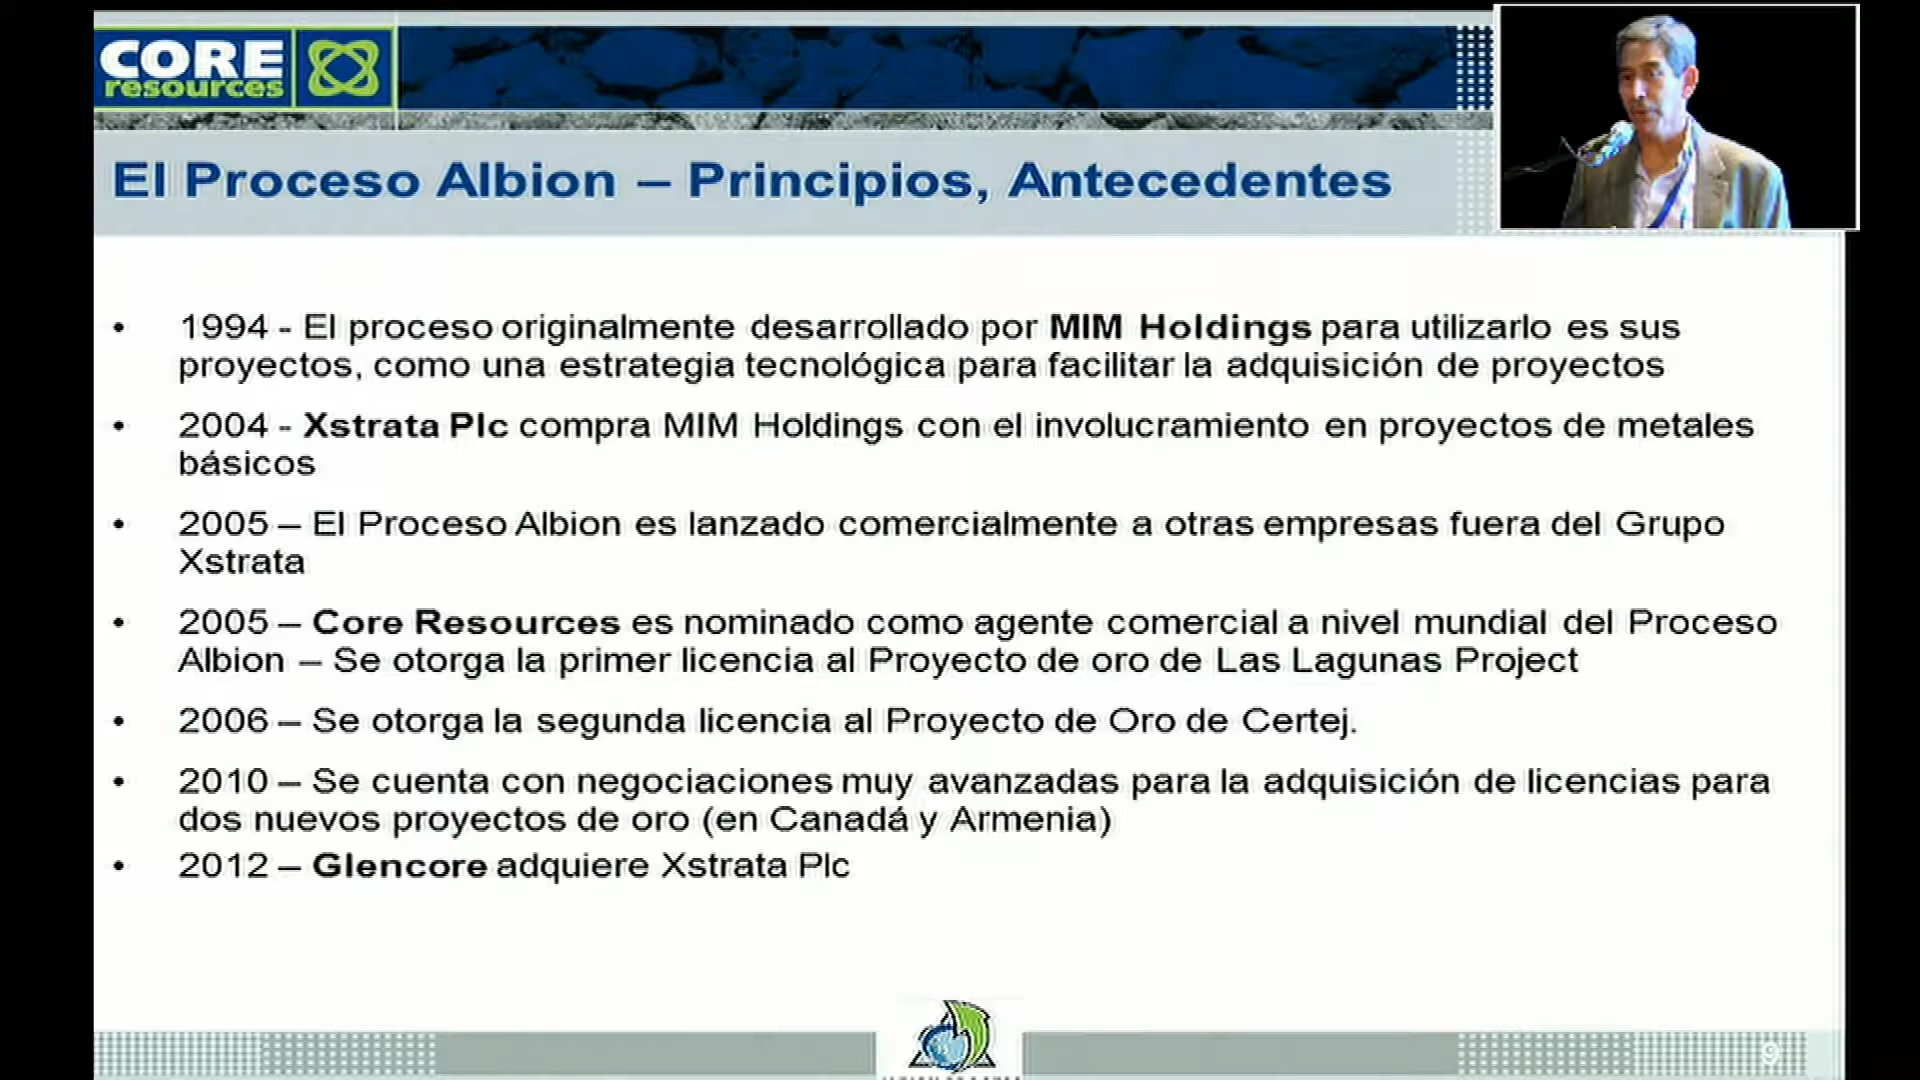 CORE
resources
El Proceso Albion – Principios, Antecedentes
• 1994 - El proceso originalmente desarrollado por MIM Holdings para utilizarlo es sus
proyectos, como una estrategia tecnológica para facilitar la adquisición de proyectos
• 2004 - Xstrata Plc compra MIM Holdings con el involucramiento en proyectos de metales
básicos
• 2005 – El Proceso Albion es lanzado comercialmente a otras empresas fuera del Grupo
Xstrata
• 2005 – Core Resources es nominado como agente comercial a nivel mundial del Proceso
Albion – Se otorga la primer licencia al Proyecto de oro de Las Lagunas Project
• 2006 – Se otorga la segunda licencia al Proyecto de Oro de Certej.
• 2010 – Se cuenta con negociaciones muy avanzadas para la adquisición de licencias para
dos nuevos proyectos de oro (en Canadá y Armenia)
• 2012 – Glencore adquiere Xstrata Plc
9